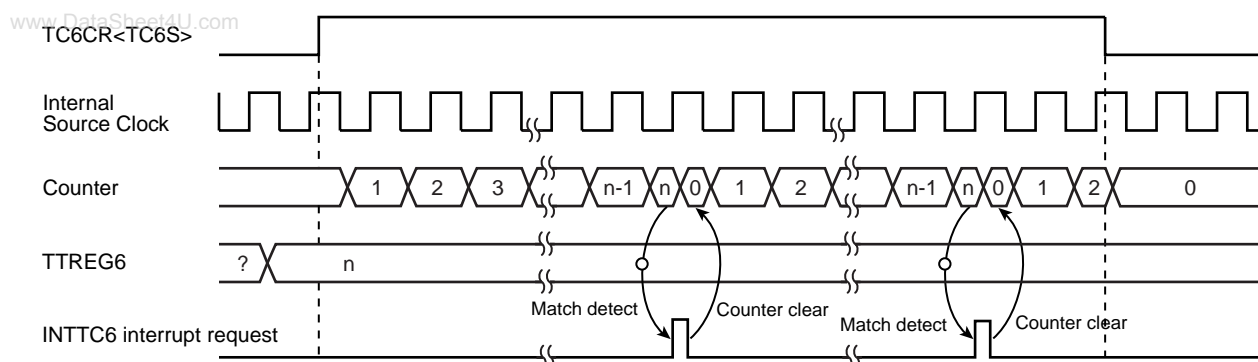 www.DataSheet4U.com
TC6CR<TC6S>
Internal
Source Clock
Counter
1 2 3 n-1 n 0 1 2 n-1 n 0 1 2 0
TTREG6
? n
Match detect Counter clear Match detect Counter clear
INTTC6 interrupt request